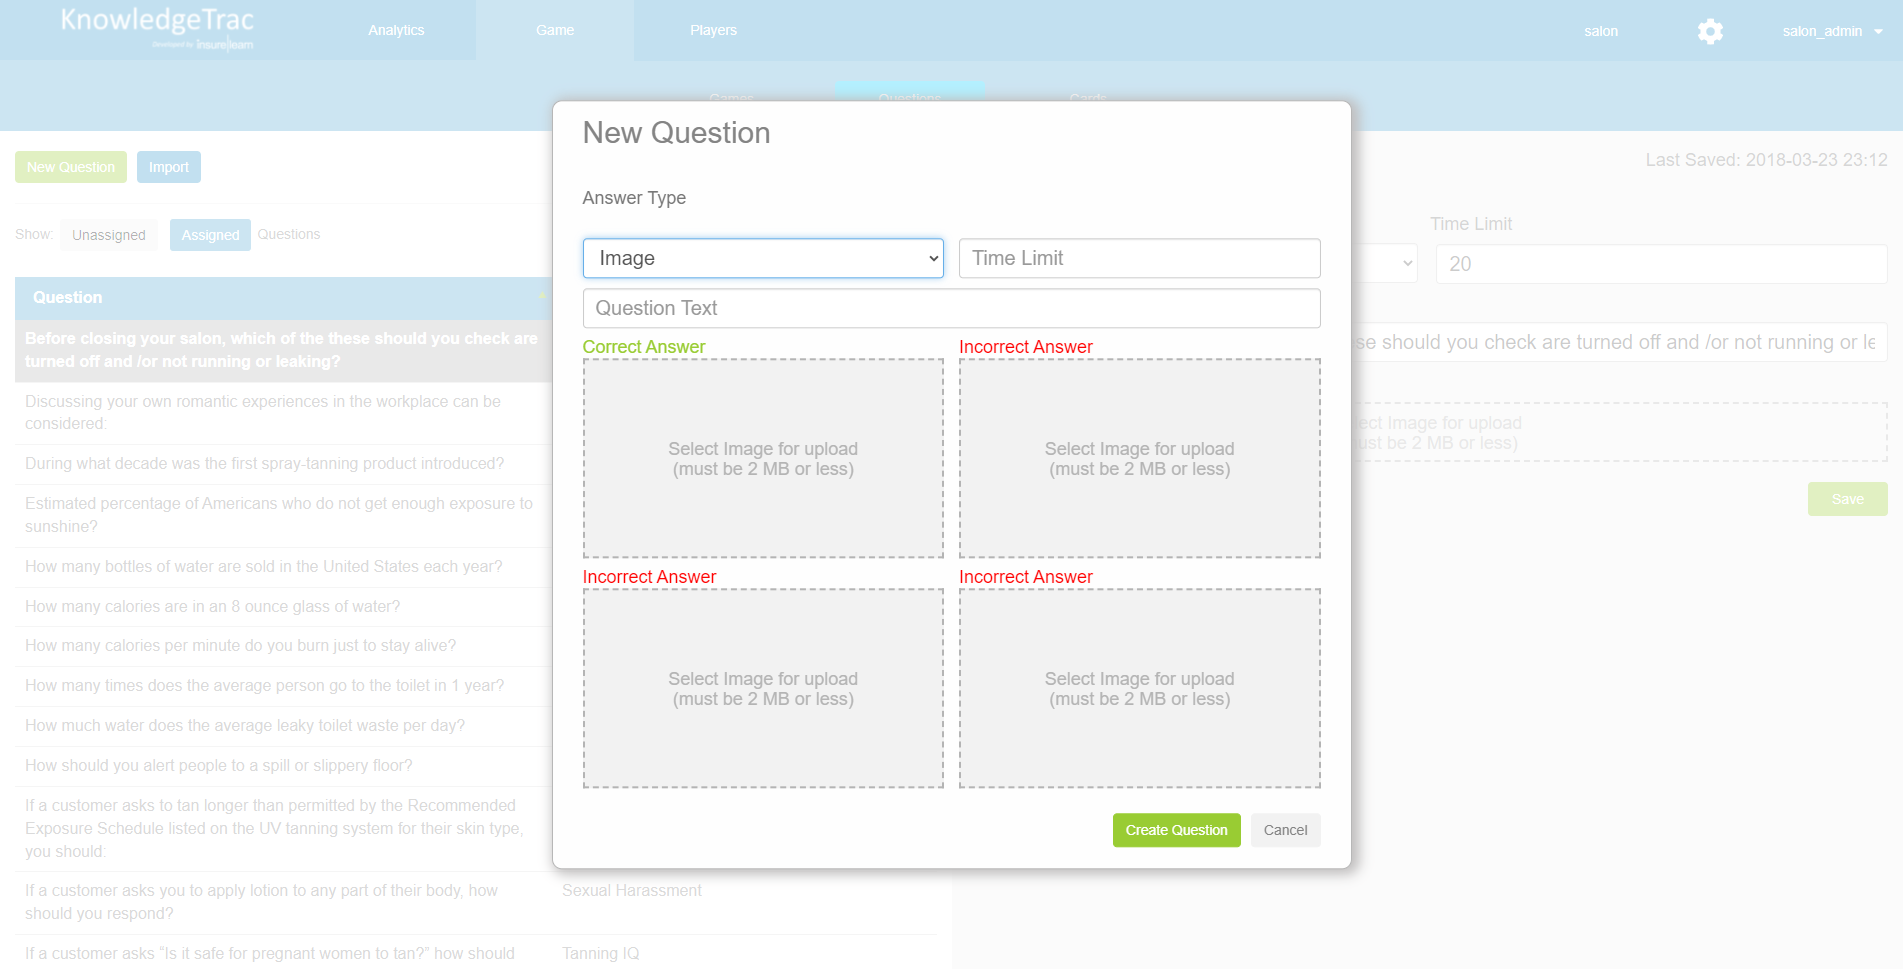 KnowledgeTrac
Developed by insure|learn
Analytics
Game
Players
salon
salon_admin
Games
Questions
Cards
New Question
Import
Last Saved: 2018-03-23 23:12
Show:
Unassigned
Assigned
Questions
Time Limit
20
Question
Before closing your salon, which of the these should you check are
turned off and /or not running or leaking?
Discussing your own romantic experiences in the workplace can be
considered:
During what decade was the first spray-tanning product introduced?
Estimated percentage of Americans who do not get enough exposure to
sunshine?
How many bottles of water are sold in the United States each year?
How many calories are in an 8 ounce glass of water?
How many calories per minute do you burn just to stay alive?
How many times does the average person go to the toilet in 1 year?
How much water does the average leaky toilet waste per day?
How should you alert people to a spill or slippery floor?
If a customer asks to tan longer than permitted by the Recommended
Exposure Schedule listed on the UV tanning system for their skin type,
you should:
If a customer asks you to apply lotion to any part of their body, how
should you respond?
Sexual Harassment
If a customer asks “Is it safe for pregnant women to tan?” how should
Tanning IQ
New Question
Answer Type
Image
Time Limit
Question Text
Correct Answer
Select Image for upload
(must be 2 MB or less)
Incorrect Answer
Select Image for upload
(must be 2 MB or less)
Incorrect Answer
Select Image for upload
(must be 2 MB or less)
Incorrect Answer
Select Image for upload
(must be 2 MB or less)
Create Question
Cancel
se should you check are turned off and /or not running or le
lect Image for upload
ust be 2 MB or less)
Save